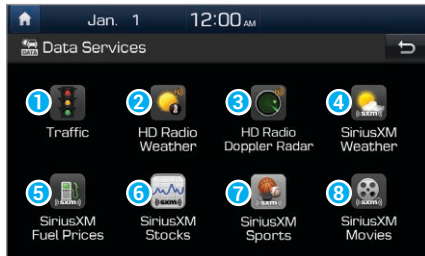 Jan. 1 12:00 AM
DATA Data Services
1 2 3 4
Traffic
HD Radio
Weather
HD Radio
Doppler Radar
SiriusXM
Weather
5 6 7 8
SiriusXM
Fuel Prices
SiriusXM
Stocks
SiriusXM
Sports
SiriusXM
Movies